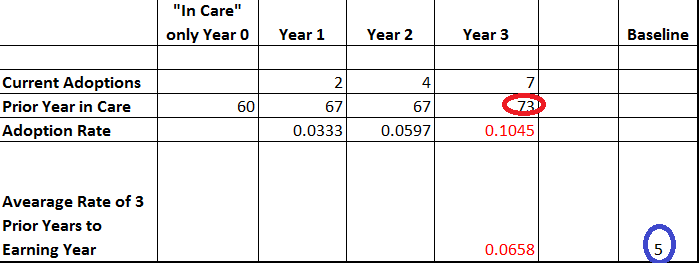 "In Care"
only Year 0 Year 1 Year 2 Year 3 Baseline
Current Adoptions 2 4 7
Prior Year in Care 60 67 67 73
Adoption Rate 0.0333 0.0597 0.1045
Avearage Rate of 3
Prior Years to
Earning Year 0.0658 5